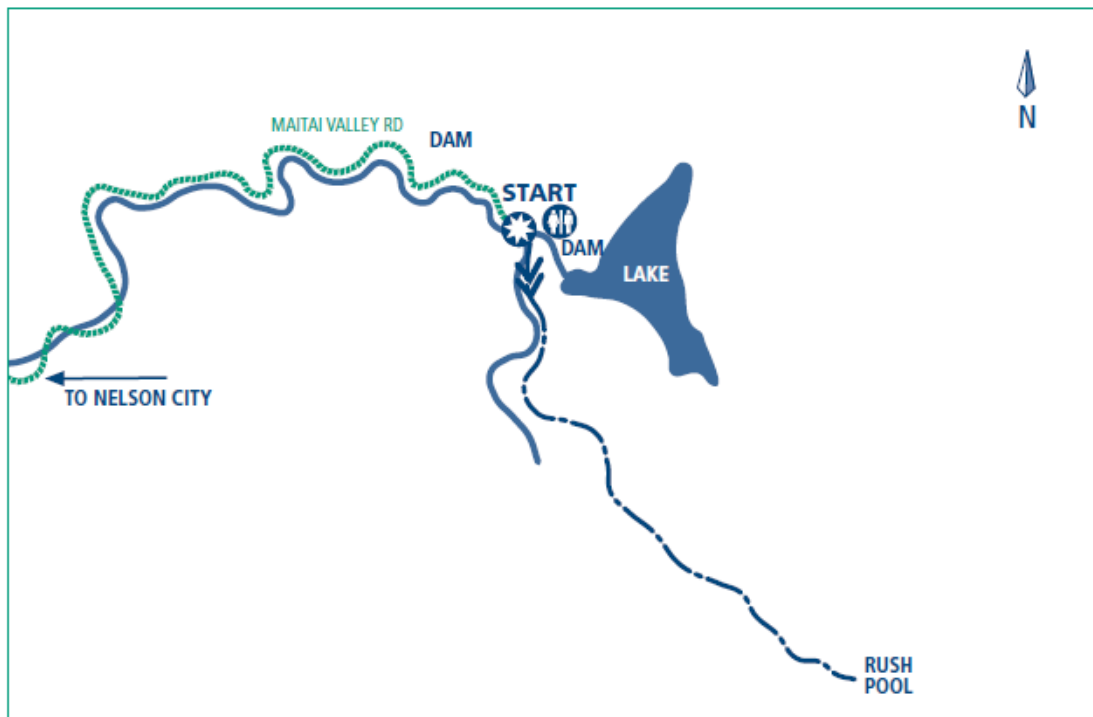 N
MAITAI VALLEY RD
DAM
START
DAM
LAKE
TO NELSON CITY
RUSH
POOL